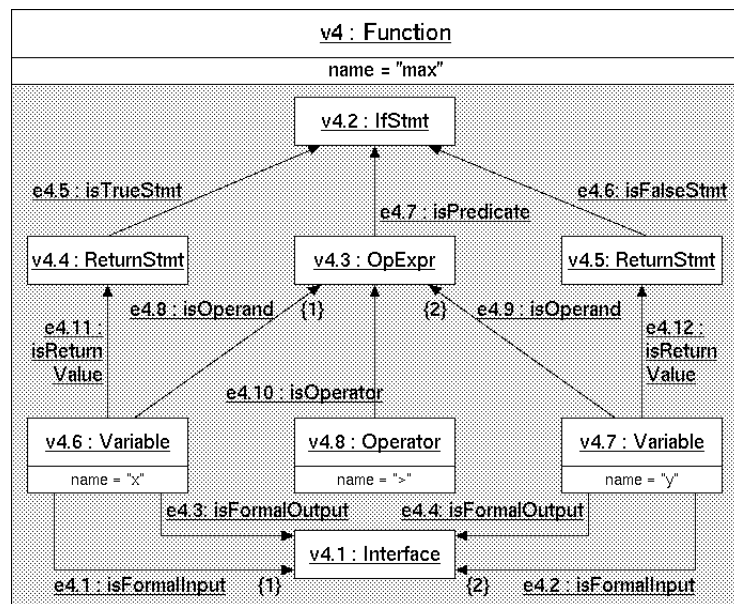 v4 : Function
name = "max"
v4.2 : IfStmt
e4.5 : isTrueStmt
e4.6 : isFalseStmt
e4.7 : isPredicate
v4.4 : ReturnStmt
v4.3 : OpExpr
v4.5: ReturnStmt
e4.8 : isOperand
{1}
{2}
e4.9 : isOperand
e4.11 :
isReturn
Value
e4.12 :
isReturn
Value
e4.10 : isOperator
v4.6 : Variable
name = "x"
v4.8 : Operator
name = ">"
v4.7 : Variable
name = "y"
e4.3: isFormalOutput
e4.4: isFormalOutput
v4.1 : Interface
e4.1 : isFormalInput
{1}
{2}
e4.2 : isFormalInput